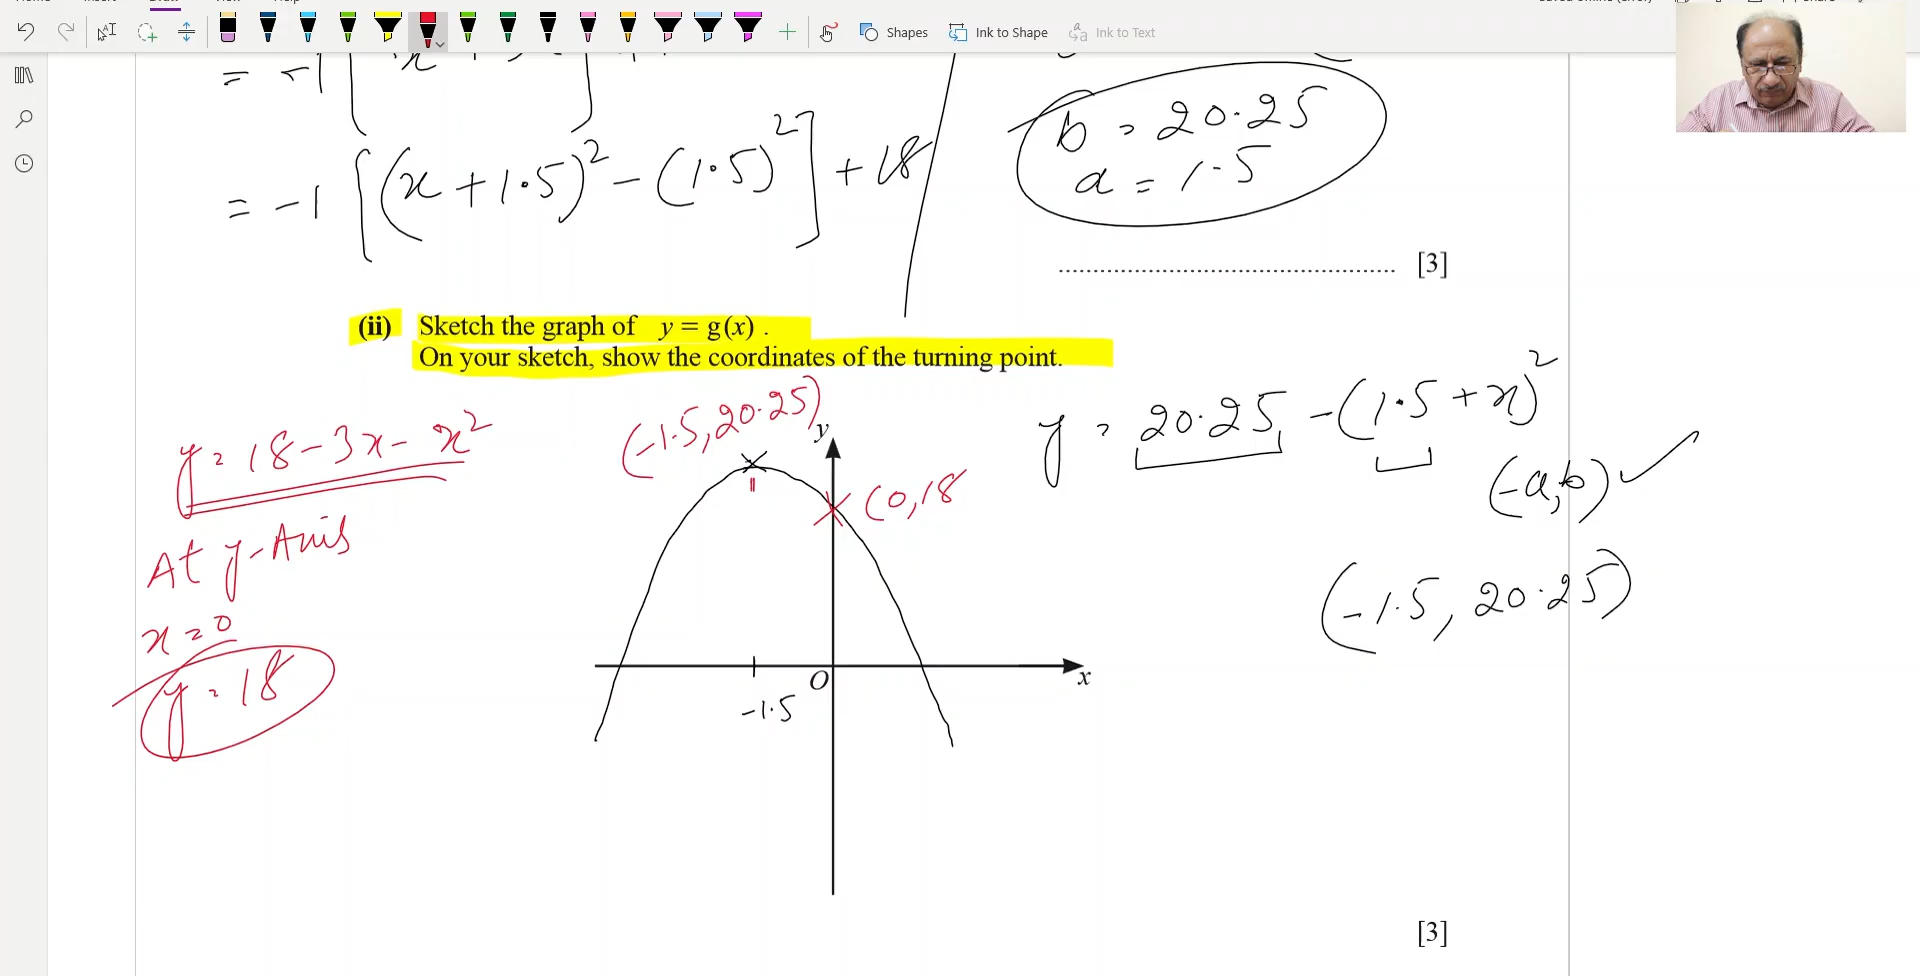 View
Help
Shapes
Ink to Shape
Ink to Text
= -1 [(x + 1.5)² - (1.5)²] + 18
b = 20.25
a = 1.5
[3]
(ii) Sketch the graph of y = g(x) .
On your sketch, show the coordinates of the turning point.
y = 18 - 3x - x²
At y-Axis
x = 0
y = 18
(-1.5, 20.25)
y
(0, 18
O
x
-1.5
y = 20.25 - (1.5 + x)²
(-a, b)
(-1.5, 20.25)
[3]